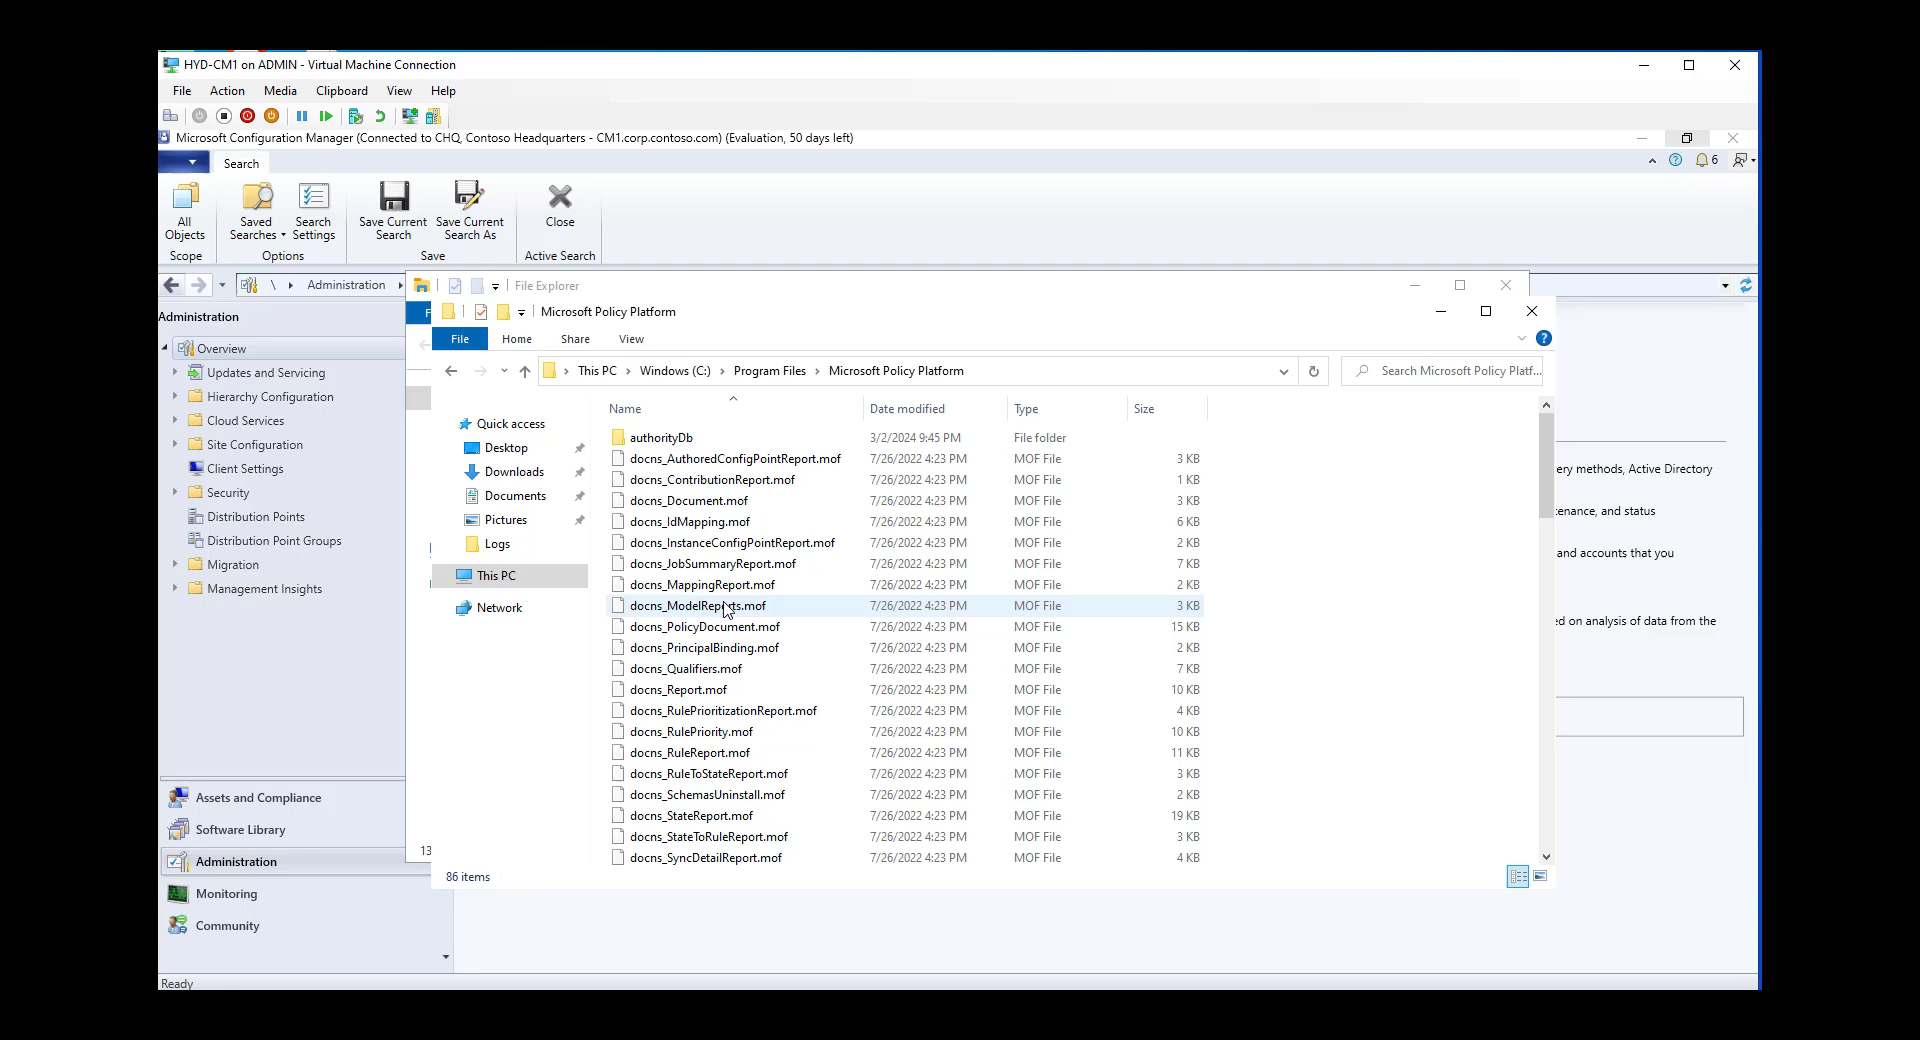 HYD-CM1 on ADMIN - Virtual Machine Connection
File Action Media Clipboard View Help
Microsoft Configuration Manager (Connected to CHQ, Contoso Headquarters - CM1.corp.contoso.com) (Evaluation, 50 days left)
Search
6
All Objects
Saved Searches
Search Settings
Save Current Search
Save Current Search As
Close
Scope
Options
Save
Active Search
\ Administration
File Explorer
Administration
Microsoft Policy Platform
File Home Share View
Overview
Updates and Servicing
Hierarchy Configuration
Cloud Services
Site Configuration
Client Settings
Security
Distribution Points
Distribution Point Groups
Migration
Management Insights
This PC Windows (C:) Program Files Microsoft Policy Platform
Search Microsoft Policy Platf...
Quick access
Desktop
Downloads
Documents
Pictures
Logs
This PC
Network
Name Date modified Type Size
authorityDb 3/2/2024 9:45 PM File folder
docns_AuthoredConfigPointReport.mof 7/26/2022 4:23 PM MOF File 3 KB
docns_ContributionReport.mof 7/26/2022 4:23 PM MOF File 1 KB
docns_Document.mof 7/26/2022 4:23 PM MOF File 3 KB
docns_IdMapping.mof 7/26/2022 4:23 PM MOF File 6 KB
docns_InstanceConfigPointReport.mof 7/26/2022 4:23 PM MOF File 2 KB
docns_JobSummaryReport.mof 7/26/2022 4:23 PM MOF File 7 KB
docns_MappingReport.mof 7/26/2022 4:23 PM MOF File 2 KB
docns_ModelReports.mof 7/26/2022 4:23 PM MOF File 3 KB
docns_PolicyDocument.mof 7/26/2022 4:23 PM MOF File 15 KB
docns_PrincipalBinding.mof 7/26/2022 4:23 PM MOF File 2 KB
docns_Qualifiers.mof 7/26/2022 4:23 PM MOF File 7 KB
docns_Report.mof 7/26/2022 4:23 PM MOF File 10 KB
docns_RulePrioritizationReport.mof 7/26/2022 4:23 PM MOF File 4 KB
docns_RulePriority.mof 7/26/2022 4:23 PM MOF File 10 KB
docns_RuleReport.mof 7/26/2022 4:23 PM MOF File 11 KB
docns_RuleToStateReport.mof 7/26/2022 4:23 PM MOF File 3 KB
docns_SchemasUninstall.mof 7/26/2022 4:23 PM MOF File 2 KB
docns_StateReport.mof 7/26/2022 4:23 PM MOF File 19 KB
docns_StateToRuleReport.mof 7/26/2022 4:23 PM MOF File 3 KB
docns_SyncDetailReport.mof 7/26/2022 4:23 PM MOF File 4 KB
ery methods, Active Directory
tenance, and status
and accounts that you
ed on analysis of data from the
13
86 items
Assets and Compliance
Software Library
Administration
Monitoring
Community
Ready